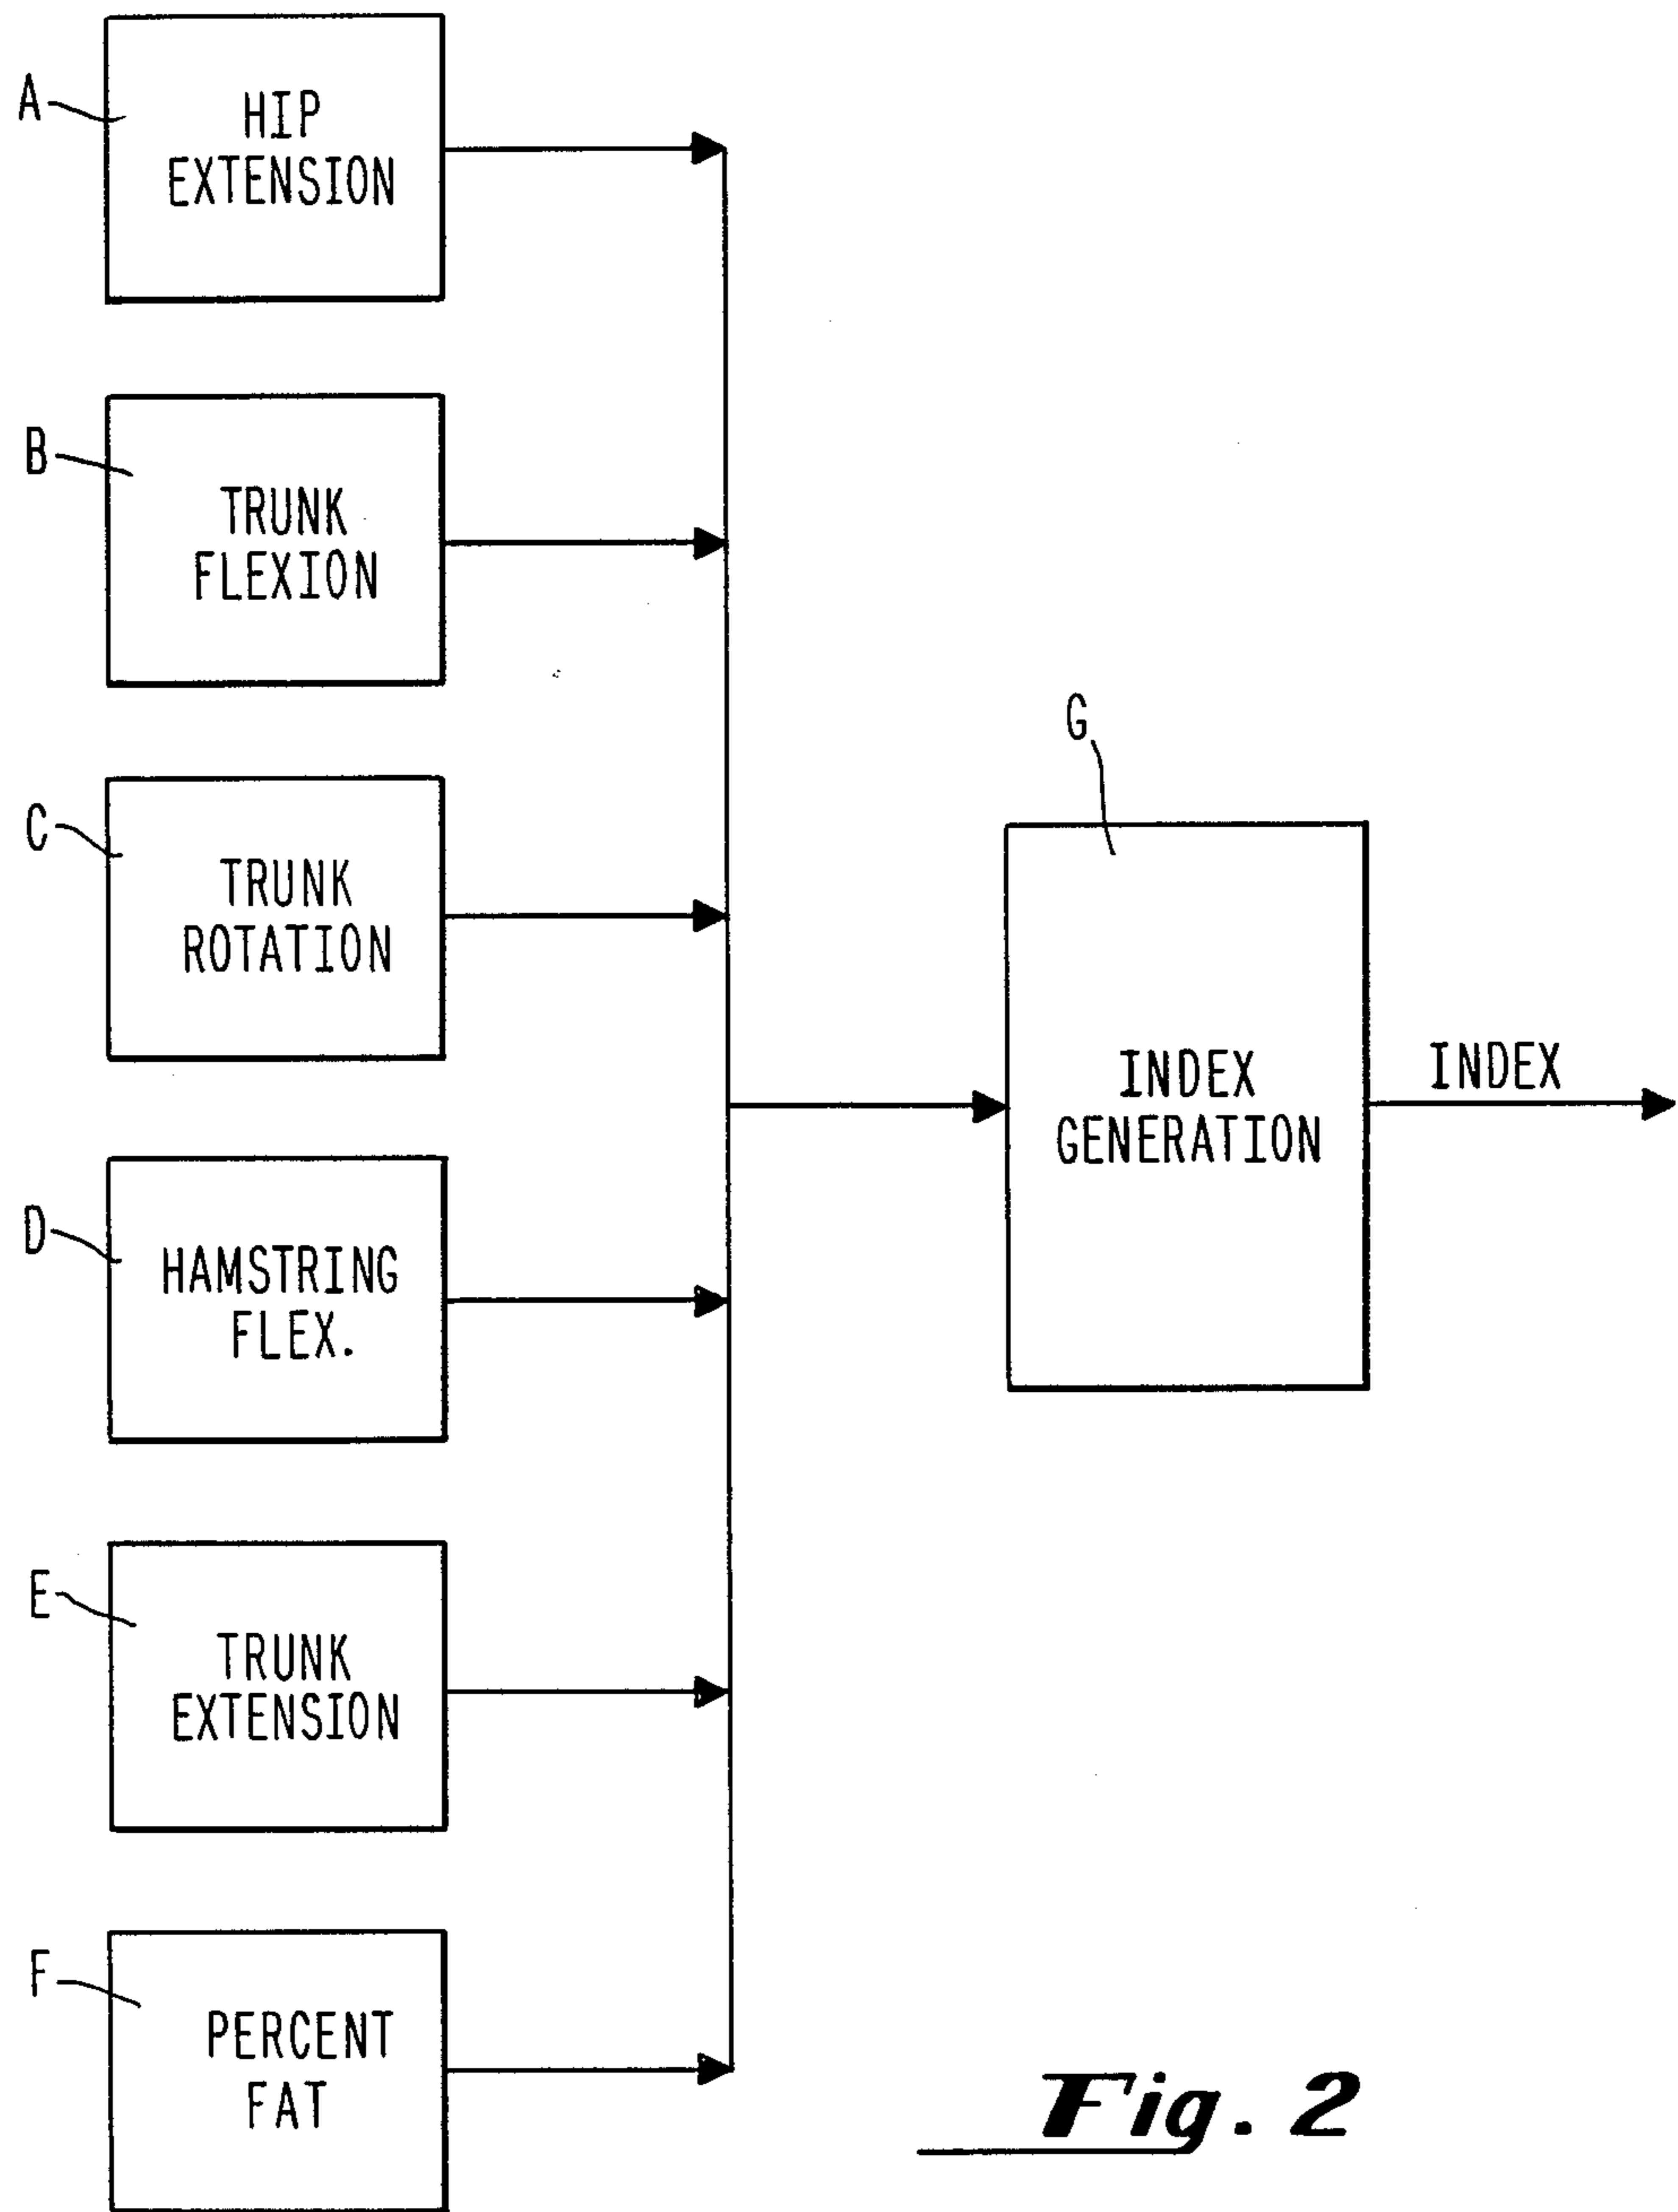 A
HIP
EXTENSION
B
TRUNK
FLEXION
C
TRUNK
ROTATION
D
HAMSTRING
FLEX.
E
TRUNK
EXTENSION
F
PERCENT
FAT
G
INDEX
GENERATION
INDEX
Fig. 2